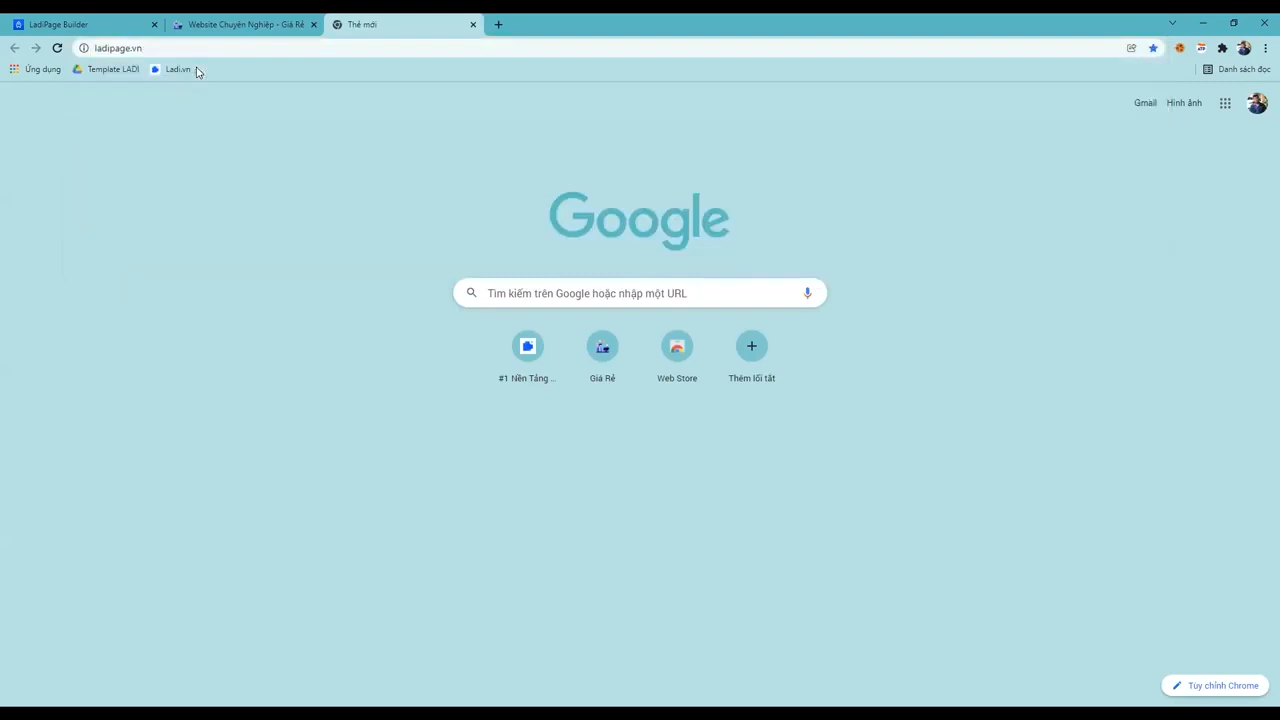 LadiPage Builder
Website Chuyên Nghiệp - Giá Rẻ
Thẻ mới
ladipage.vn
Ứng dụng
Template LADI
Ladi.vn
Danh sách đọc
Gmail
Hình ảnh
Google
Tìm kiếm trên Google hoặc nhập một URL
#1 Nền Tảng ...
Giá Rẻ
Web Store
Thêm lối tắt
Tùy chỉnh Chrome